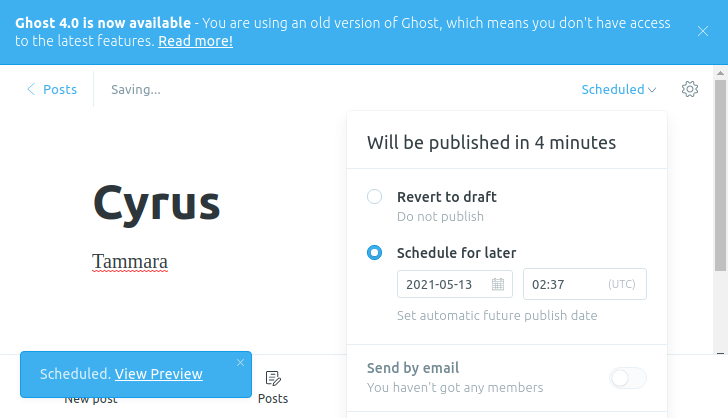 Ghost 4.0 is now available - You are using an old version of Ghost, which means you don't have access
to the latest features. Read more!
Posts
Saving...
Scheduled
Will be published in 4 minutes
Revert to draft
Do not publish
Schedule for later
2021-05-13
02:37
(UTC)
Set automatic future publish date
Cyrus
Tammara
Send by email
You haven't got any members
Scheduled. View Preview
New post
Posts